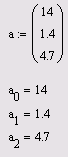 a := ( 14
1.4
4.7 )
a₀ = 14
a₁ = 1.4
a₂ = 4.7